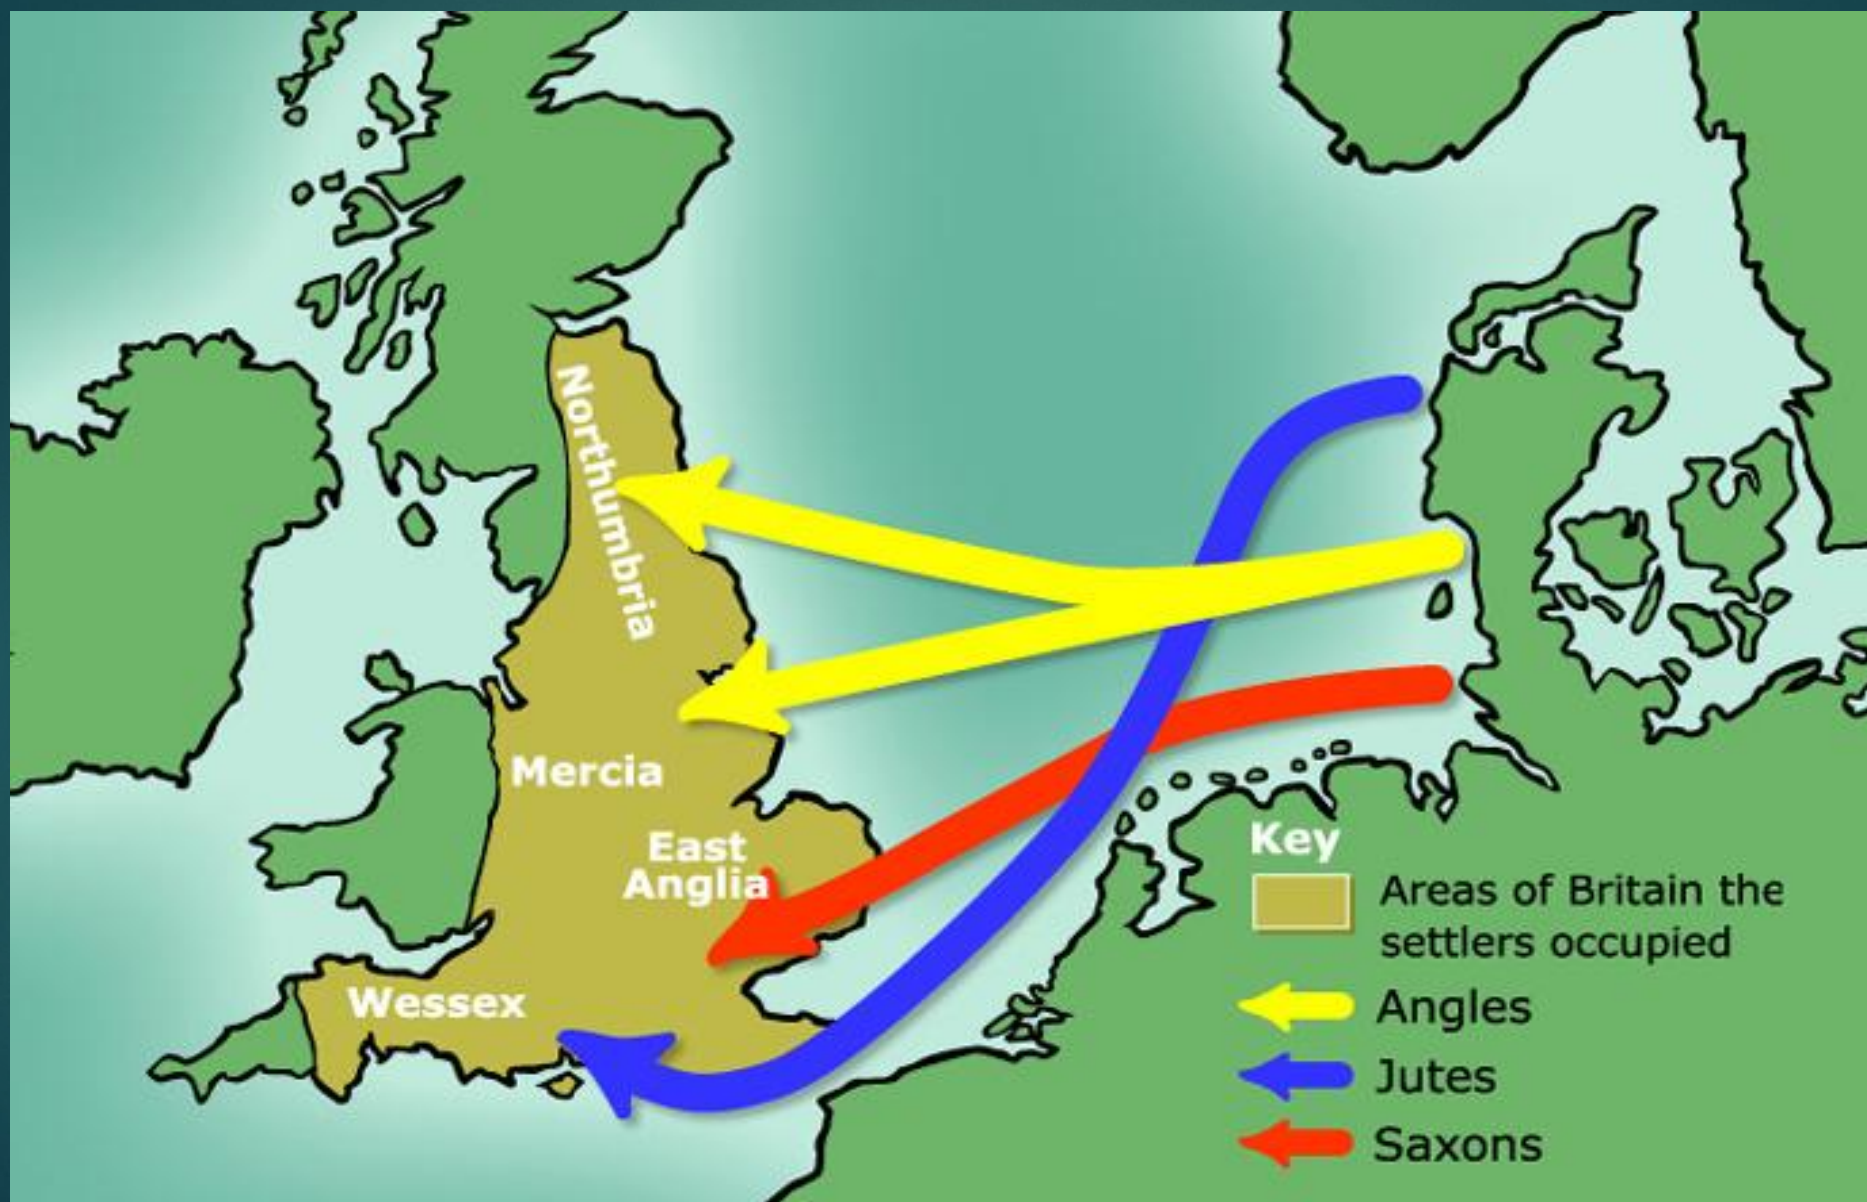 Northumbria
Mercia
East
Anglia
Wessex
Key
Areas of Britain the
settlers occupied
Angles
Jutes
Saxons